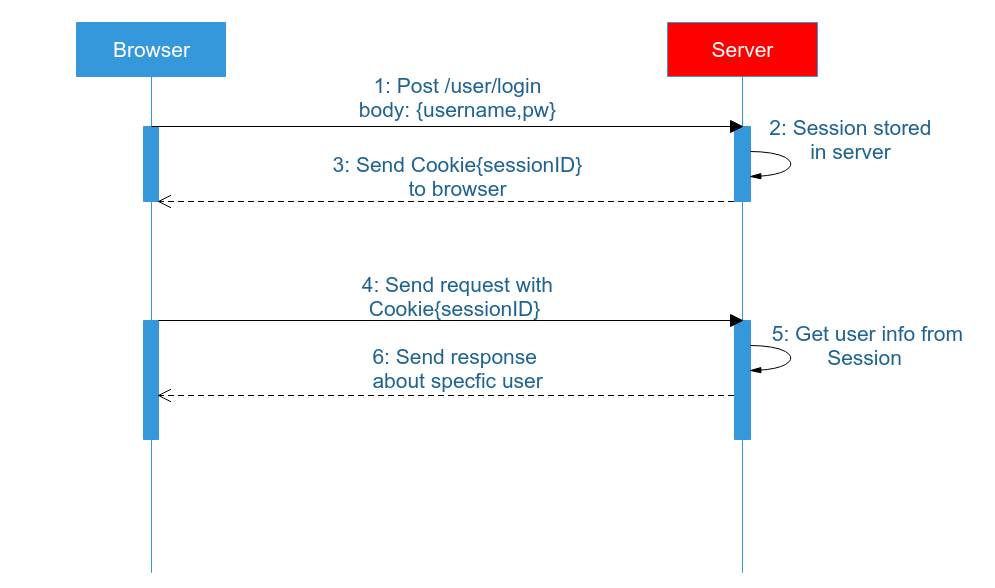 Browser
Server
1: Post /user/login
body: {username,pw}
2: Session stored
in server
3: Send Cookie{sessionID}
to browser
4: Send request with
Cookie{sessionID}
5: Get user info from
Session
6: Send response
about specfic user